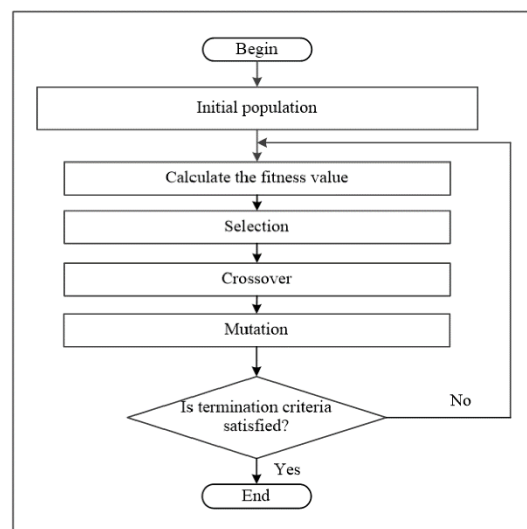 Begin
Initial population
Calculate the fitness value
Selection
Crossover
Mutation
Is termination criteria
satisfied?
No
Yes
End